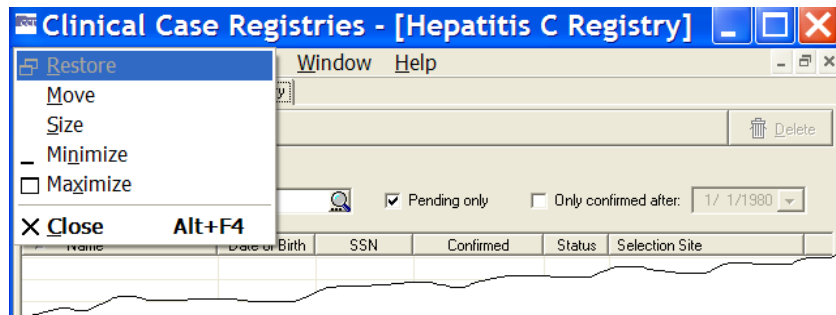 Clinical Case Registries - [Hepatitis C Registry]
Restore Window Help
Move
Size
Delete
Minimize
Maximize
Pending only Only confirmed after: 1/ 1/1980
Close Alt+F4
Name Date of Birth SSN Confirmed Status Selection Site